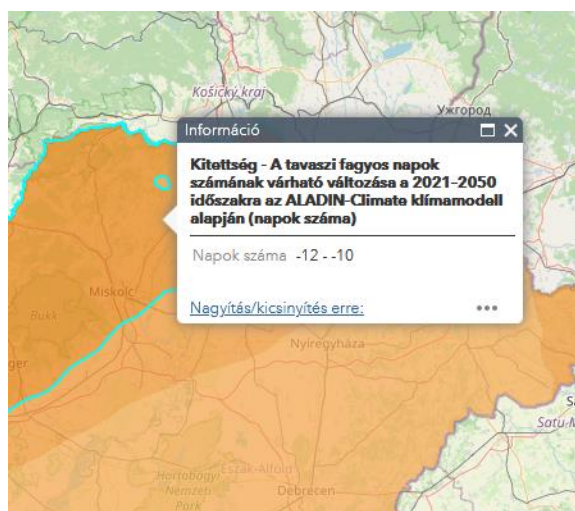 Košický kraj
Ужгород
Információ
Kitettség - A tavaszi fagyos napok
számának várható változása a 2021-2050
időszakra az ALADIN-Climate klímamodell
alapján (napok száma)
Napok száma -12 - -10
Nagyítás/kicsinyítés erre:
Miskolc
Bükk
ger
Nyíregyháza
Satu-M
Észak-Alföld
Hortobágyi
Nemzeti
Park
Debrecen